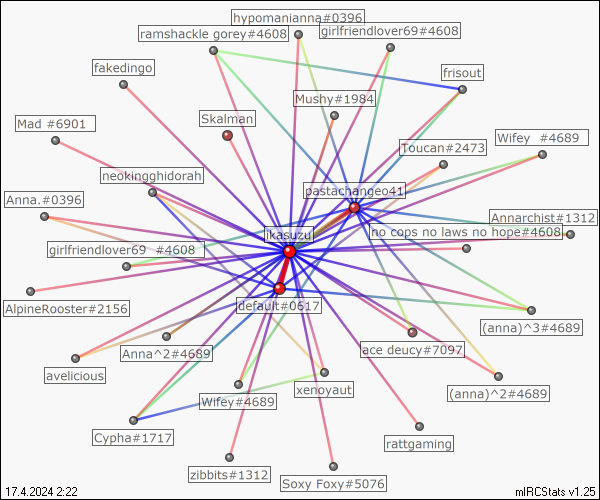 hypomanianna#0396
ramshackle gorey#4608
girlfriendlover69#4608
fakedingo
frisout
Mushy#1984
Skalman
Mad #6901
Toucan#2473
Wifey #4689
neokingghidorah
pastachangeo41
Anna.#0396
Annarchist#1312
no cops no laws no hope#4608
ikasuzu
girlfriendlover69 #4608
AlpineRooster#2156
default#0617
(anna)^3#4689
Anna^2#4689
ace deucy#7097
avelicious
xenoyaut
(anna)^2#4689
Wifey#4689
Cypha#1717
rattgaming
zibbits#1312
Soxy Foxy#5076
17.4.2024 2:22
mIRCStats v1.25